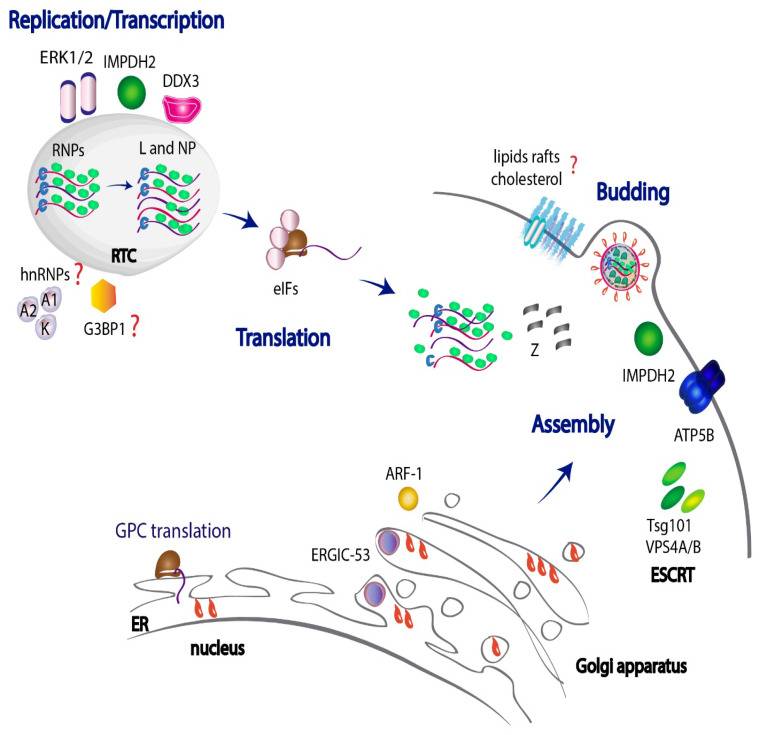 Replication/Transcription
ERK1/2
IMPDH2
DDX3
RNPs
L and NP
RTC
hnRNPs ?
A1
A2
K
G3BP1 ?
eIFs
Translation
lipids rafts
cholesterol
?
Budding
Z
IMPDH2
ATP5B
Assembly
Tsg101
VPS4A/B
ESCRT
ARF-1
GPC translation
ERGIC-53
ER
nucleus
Golgi apparatus